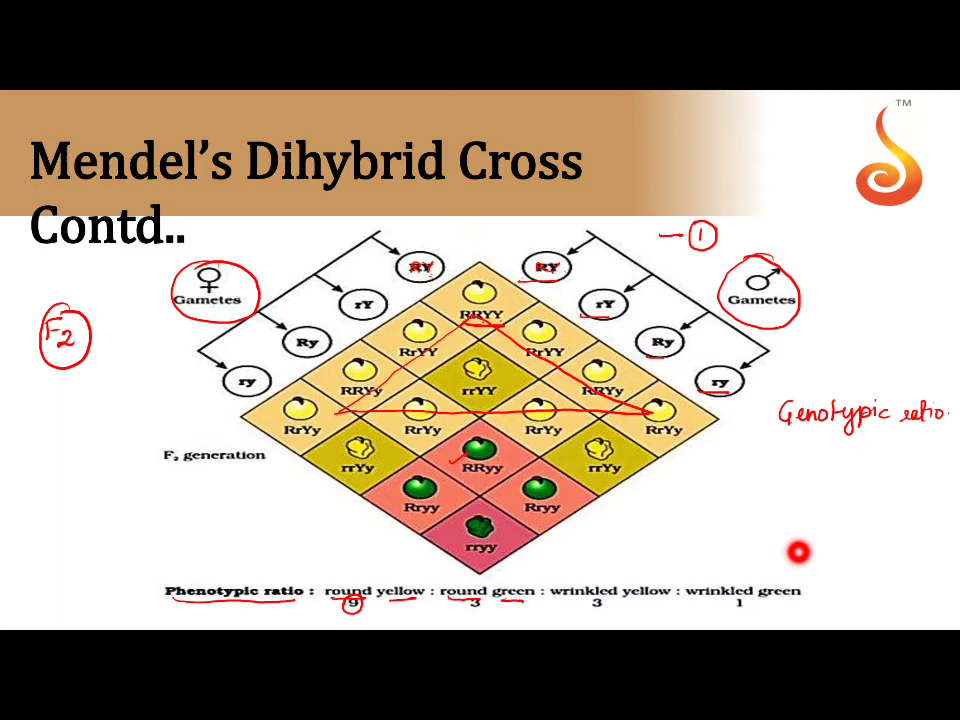 TM
Mendel's Dihybrid Cross
Contd..
1
Gametes
RY
RY
Gametes
rY
rY
RRYY
F2
Ry
RrYY
RrYY
Ry
ry
RRYy
rrYY
RRYy
ry
RrYy
RrYy
RrYy
RrYy
Genotypic ratio.
F₂ generation
rrYy
RRyy
rrYy
Rryy
Rryy
rryy
Phenotypic ratio : round yellow : round green : wrinkled yellow : wrinkled green
9 3 3 1